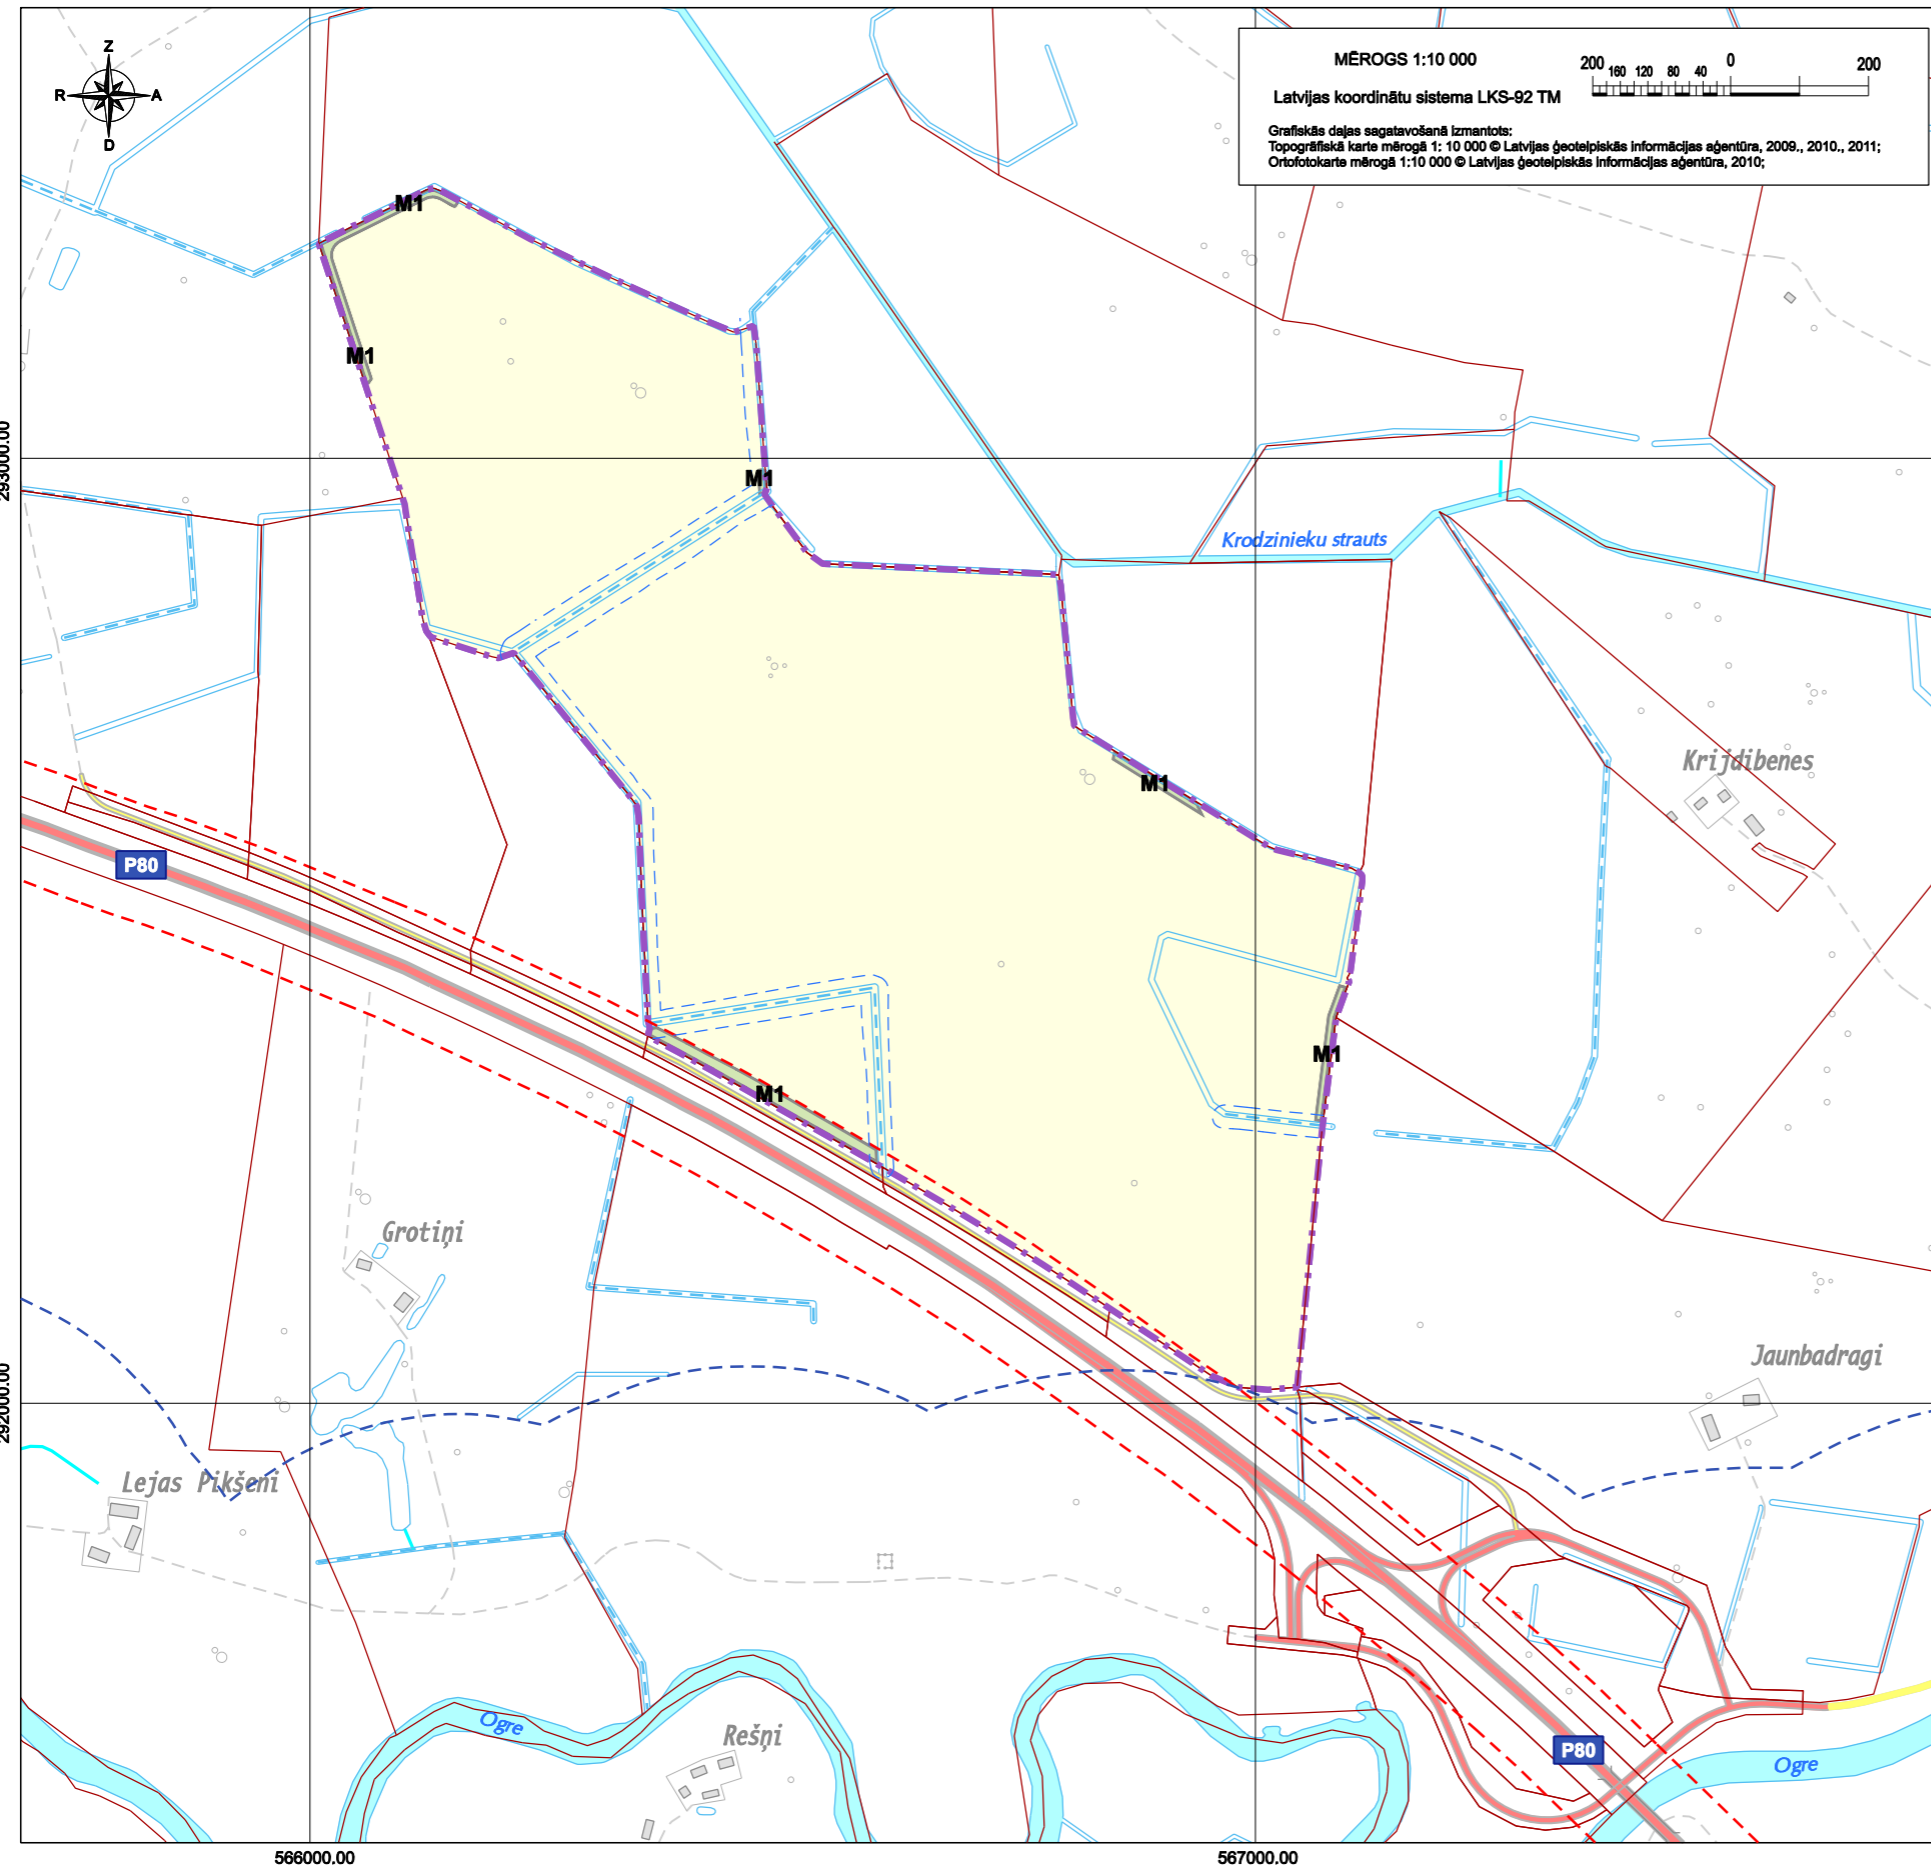 Z
R A
D
MĒROGS 1:10 000
200 160 120 80 40 0 200
Latvijas koordinātu sistema LKS-92 TM
Grafiskās daļas sagatavošanā izmantots:
Topogrāfiskā karte mērogā 1: 10 000 © Latvijas ģeotelpiskās informācijas aģentūra, 2009., 2010., 2011;
Ortofotokarte mērogā 1:10 000 © Latvijas ģeotelpiskās informācijas aģentūra, 2010;
M1
M1
293000.00
M1
Krodzinieku strauts
Krijdibenes
M1
P80
M1
M1
Grotiņi
Jaunbadragi
292000.00
Lejas Pikšeni
Ogre
Rešņi
P80
Ogre
566000.00
567000.00